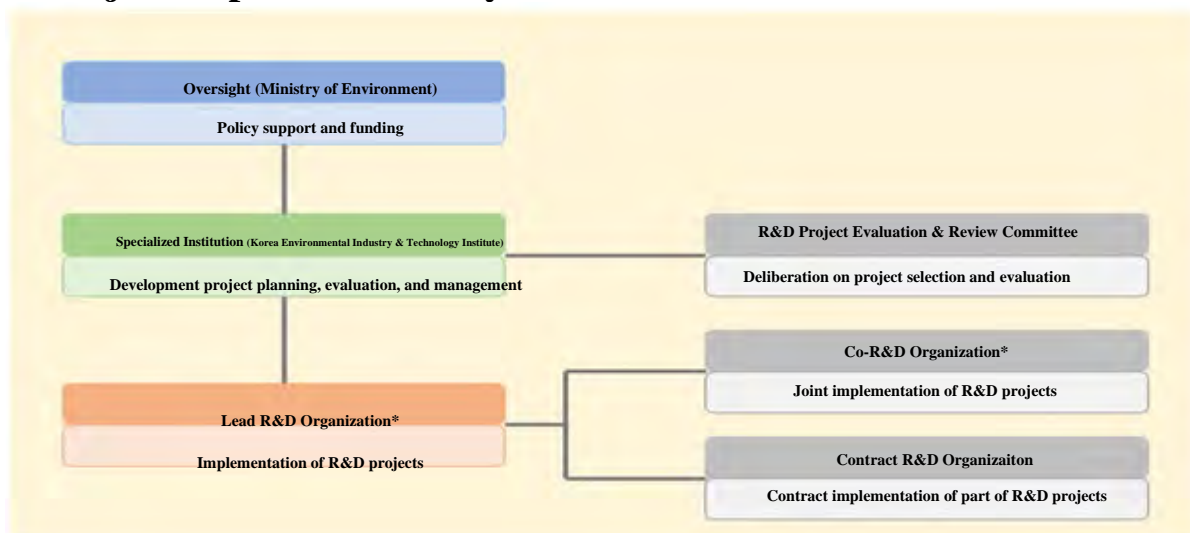 Oversight (Ministry of Environment)
Policy support and funding
Specialized Institution (Korea Environmental Industry & Technology Institute)
Development project planning, evaluation, and management
R&D Project Evaluation & Review Committee
Deliberation on project selection and evaluation
Lead R&D Organization*
Implementation of R&D projects
Co-R&D Organization*
Joint implementation of R&D projects
Contract R&D Organizaiton
Contract implementation of part of R&D projects